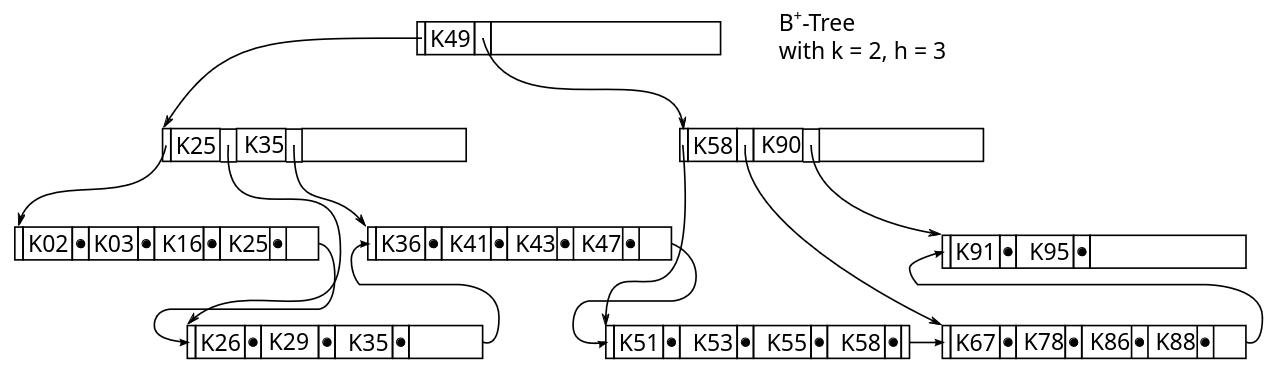 B⁺-Tree
with k = 2, h = 3
K49
K25 K35
K58 K90
K02 K03 K16 K25
K36 K41 K43 K47
K91 K95
K26 K29 K35
K51 K53 K55 K58
K67 K78 K86 K88